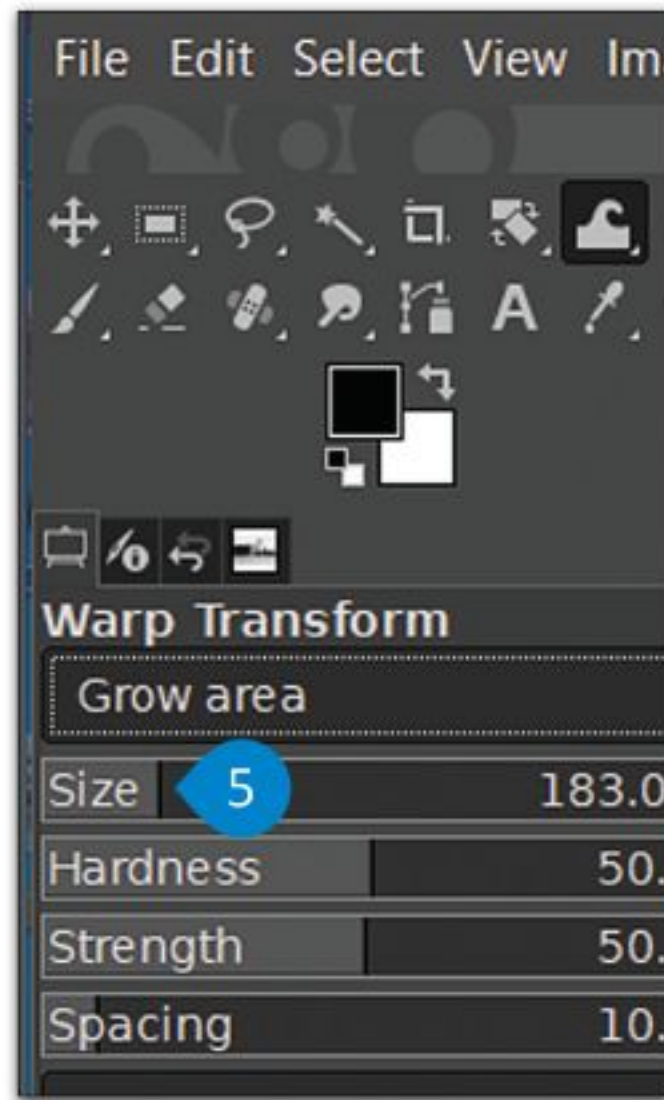 File Edit Select View Im
A
Warp Transform
Grow area
Size 5 183.0
Hardness 50.
Strength 50.
Spacing 10.